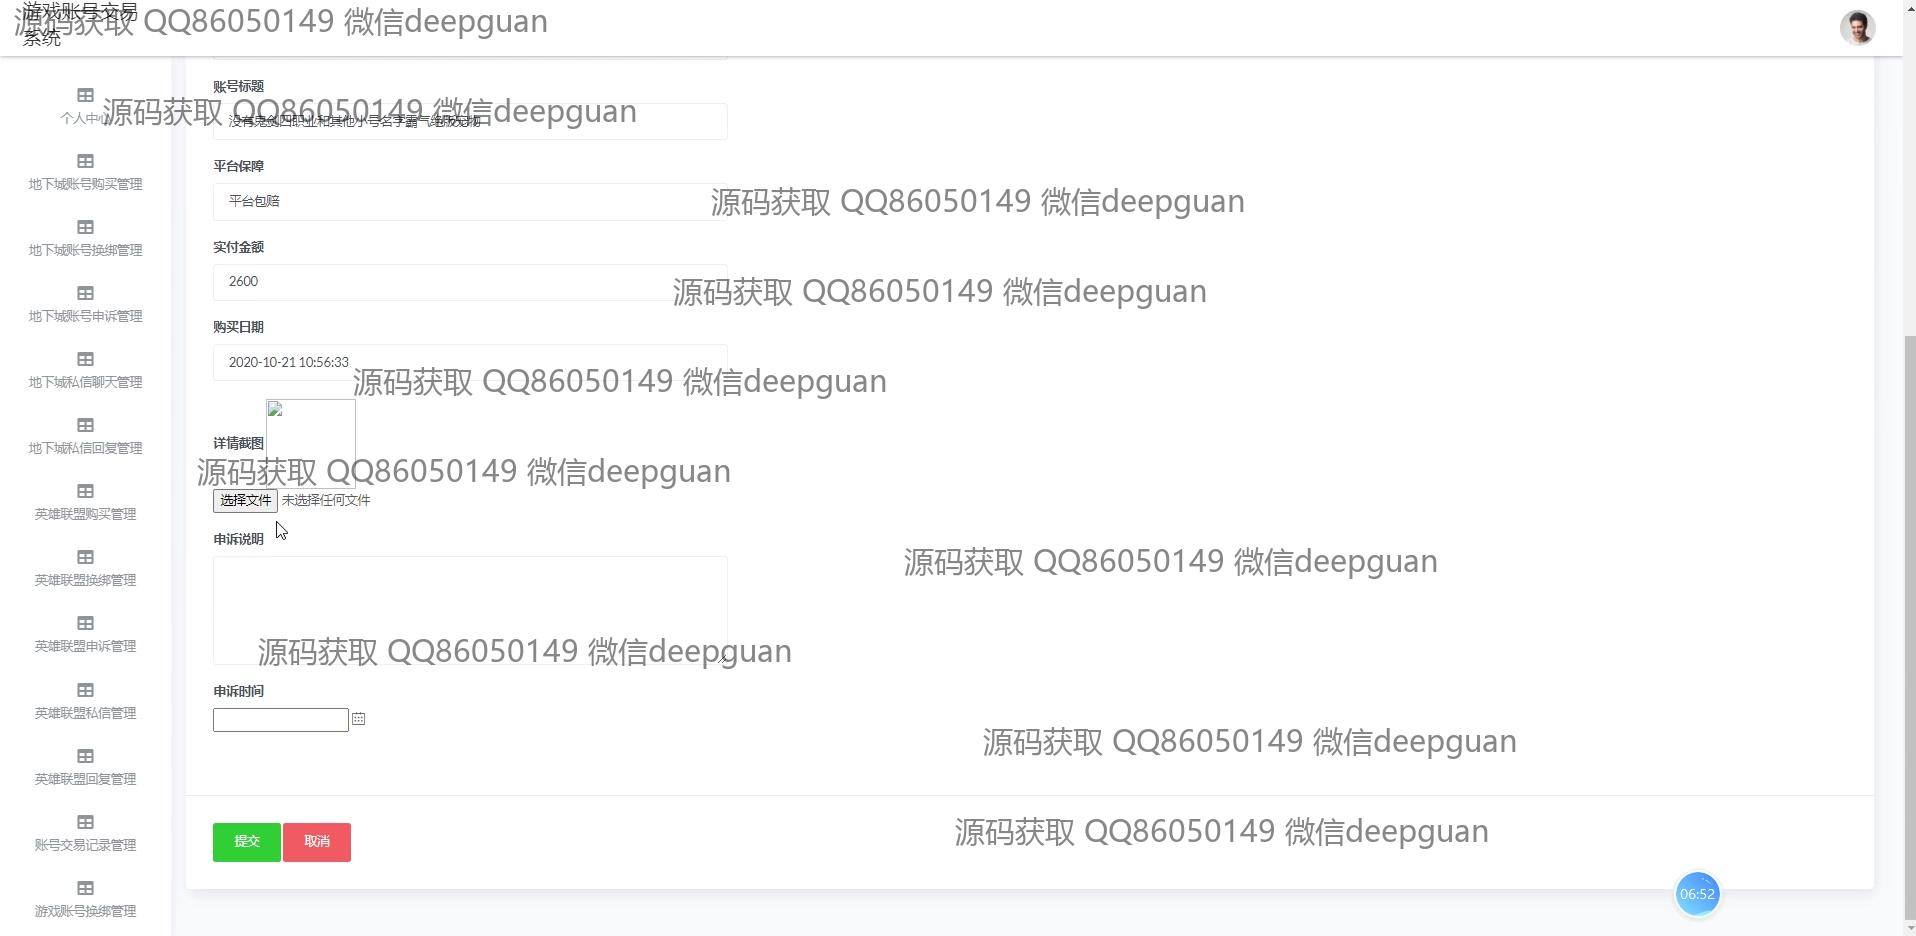 游戏账号交易
系统
源码获取 QQ86050149 微信deepguan
个人中心
地下城账号购买管理
地下城账号换绑管理
地下城账号申诉管理
地下城私信聊天管理
地下城私信回复管理
英雄联盟购买管理
英雄联盟换绑管理
英雄联盟申诉管理
英雄联盟私信管理
英雄联盟回复管理
账号交易记录管理
游戏账号换绑管理
账号标题
源码获取 QQ86050149 微信deepguan
没有鬼剑四职业和其他小号名字霸气绝版宠物
平台保障
平台包赔
源码获取 QQ86050149 微信deepguan
实付金额
2600
源码获取 QQ86050149 微信deepguan
购买日期
2020-10-21 10:56:33
源码获取 QQ86050149 微信deepguan
详情截图
源码获取 QQ86050149 微信deepguan
选择文件 未选择任何文件
申诉说明
源码获取 QQ86050149 微信deepguan
源码获取 QQ86050149 微信deepguan
申诉时间
源码获取 QQ86050149 微信deepguan
提交 取消
源码获取 QQ86050149 微信deepguan
06:52